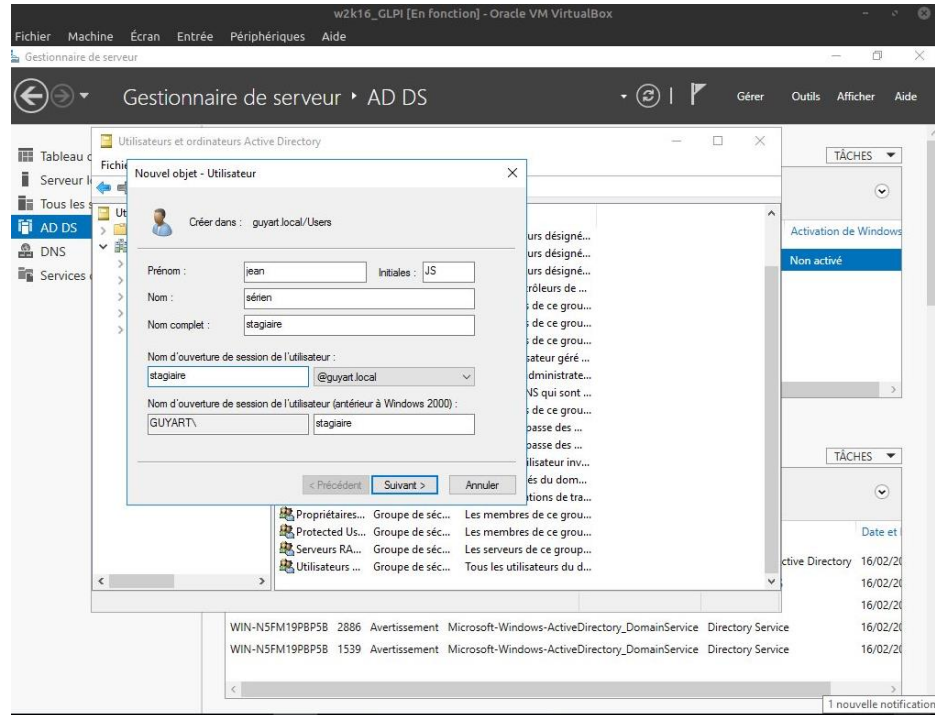 w2k16_GLPI [En fonction] - Oracle VM VirtualBox
Fichier Machine Écran Entrée Périphériques Aide
Gestionnaire de serveur
Gestionnaire de serveur ‣ AD DS
Gérer Outils Afficher Aide
Utilisateurs et ordinateurs Active Directory
TÂCHES
Tableau d
Fichie
Nouvel objet - Utilisateur
Serveur l
Tous les s
Ut
Créer dans : guyart.local/Users
AD DS
urs désigné...
Activation de Windows
DNS
urs désigné...
Services
Prénom : jean Initiales : JS
urs désigné...
Non activé
rôleurs de ...
Nom : sérien
s de ce grou...
Nom complet : stagiaire
s de ce grou...
s de ce grou...
Nom d'ouverture de session de l'utilisateur :
sateur géré ...
stagiaire @guyart.local
dministrate...
NS qui sont ...
Nom d'ouverture de session de l'utilisateur (antérieur à Windows 2000) :
s de ce grou...
GUYART\ stagiaire
passe des ...
passe des ...
ilisateur inv...
TÂCHES
és du dom...
< Précédent Suivant > Annuler
ations de tra...
Propriétaires... Groupe de séc... Les membres de ce grou...
Protected Us... Groupe de séc... Les membres de ce grou...
Date et
Serveurs RA... Groupe de séc... Les serveurs de ce group...
Utilisateurs ... Groupe de séc... Tous les utilisateurs du d...
ctive Directory 16/02/20
16/02/20
16/02/20
WIN-N5FM19PBP5B 2886 Avertissement Microsoft-Windows-ActiveDirectory_DomainService Directory Service 16/02/20
WIN-N5FM19PBP5B 1539 Avertissement Microsoft-Windows-ActiveDirectory_DomainService Directory Service 16/02/20
1 nouvelle notification